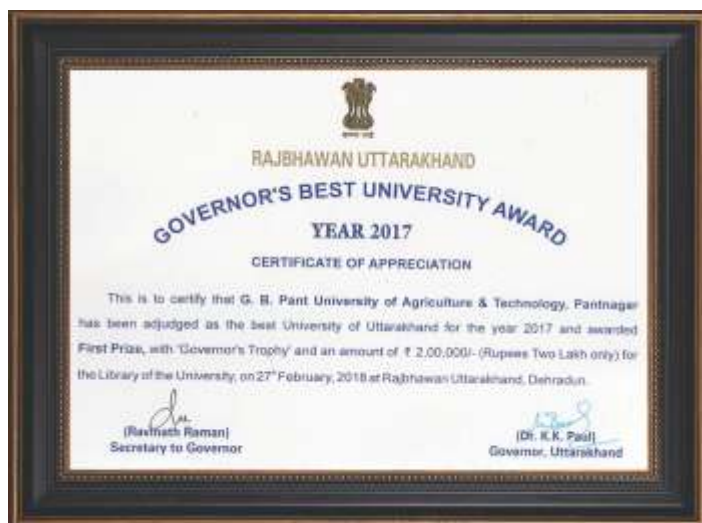 RAJBHAWAN UTTARAKHAND
GOVERNOR'S BEST UNIVERSITY AWARD
YEAR 2017
CERTIFICATE OF APPRECIATION
This is to certify that G. B. Pant University of Agriculture & Technology, Pantnagar
has been adjudged as the best University of Uttarakhand for the year 2017 and awarded
First Prize, with 'Governor's Trophy' and an amount of ₹ 2,00,000/- (Rupees Two Lakh only) for
the Library of the University, on 27th February, 2018 at Rajbhawan Uttarakhand, Dehradun.
(Ravinath Raman)
Secretary to Governor
(Dr. K.K. Paul)
Governor, Uttarakhand